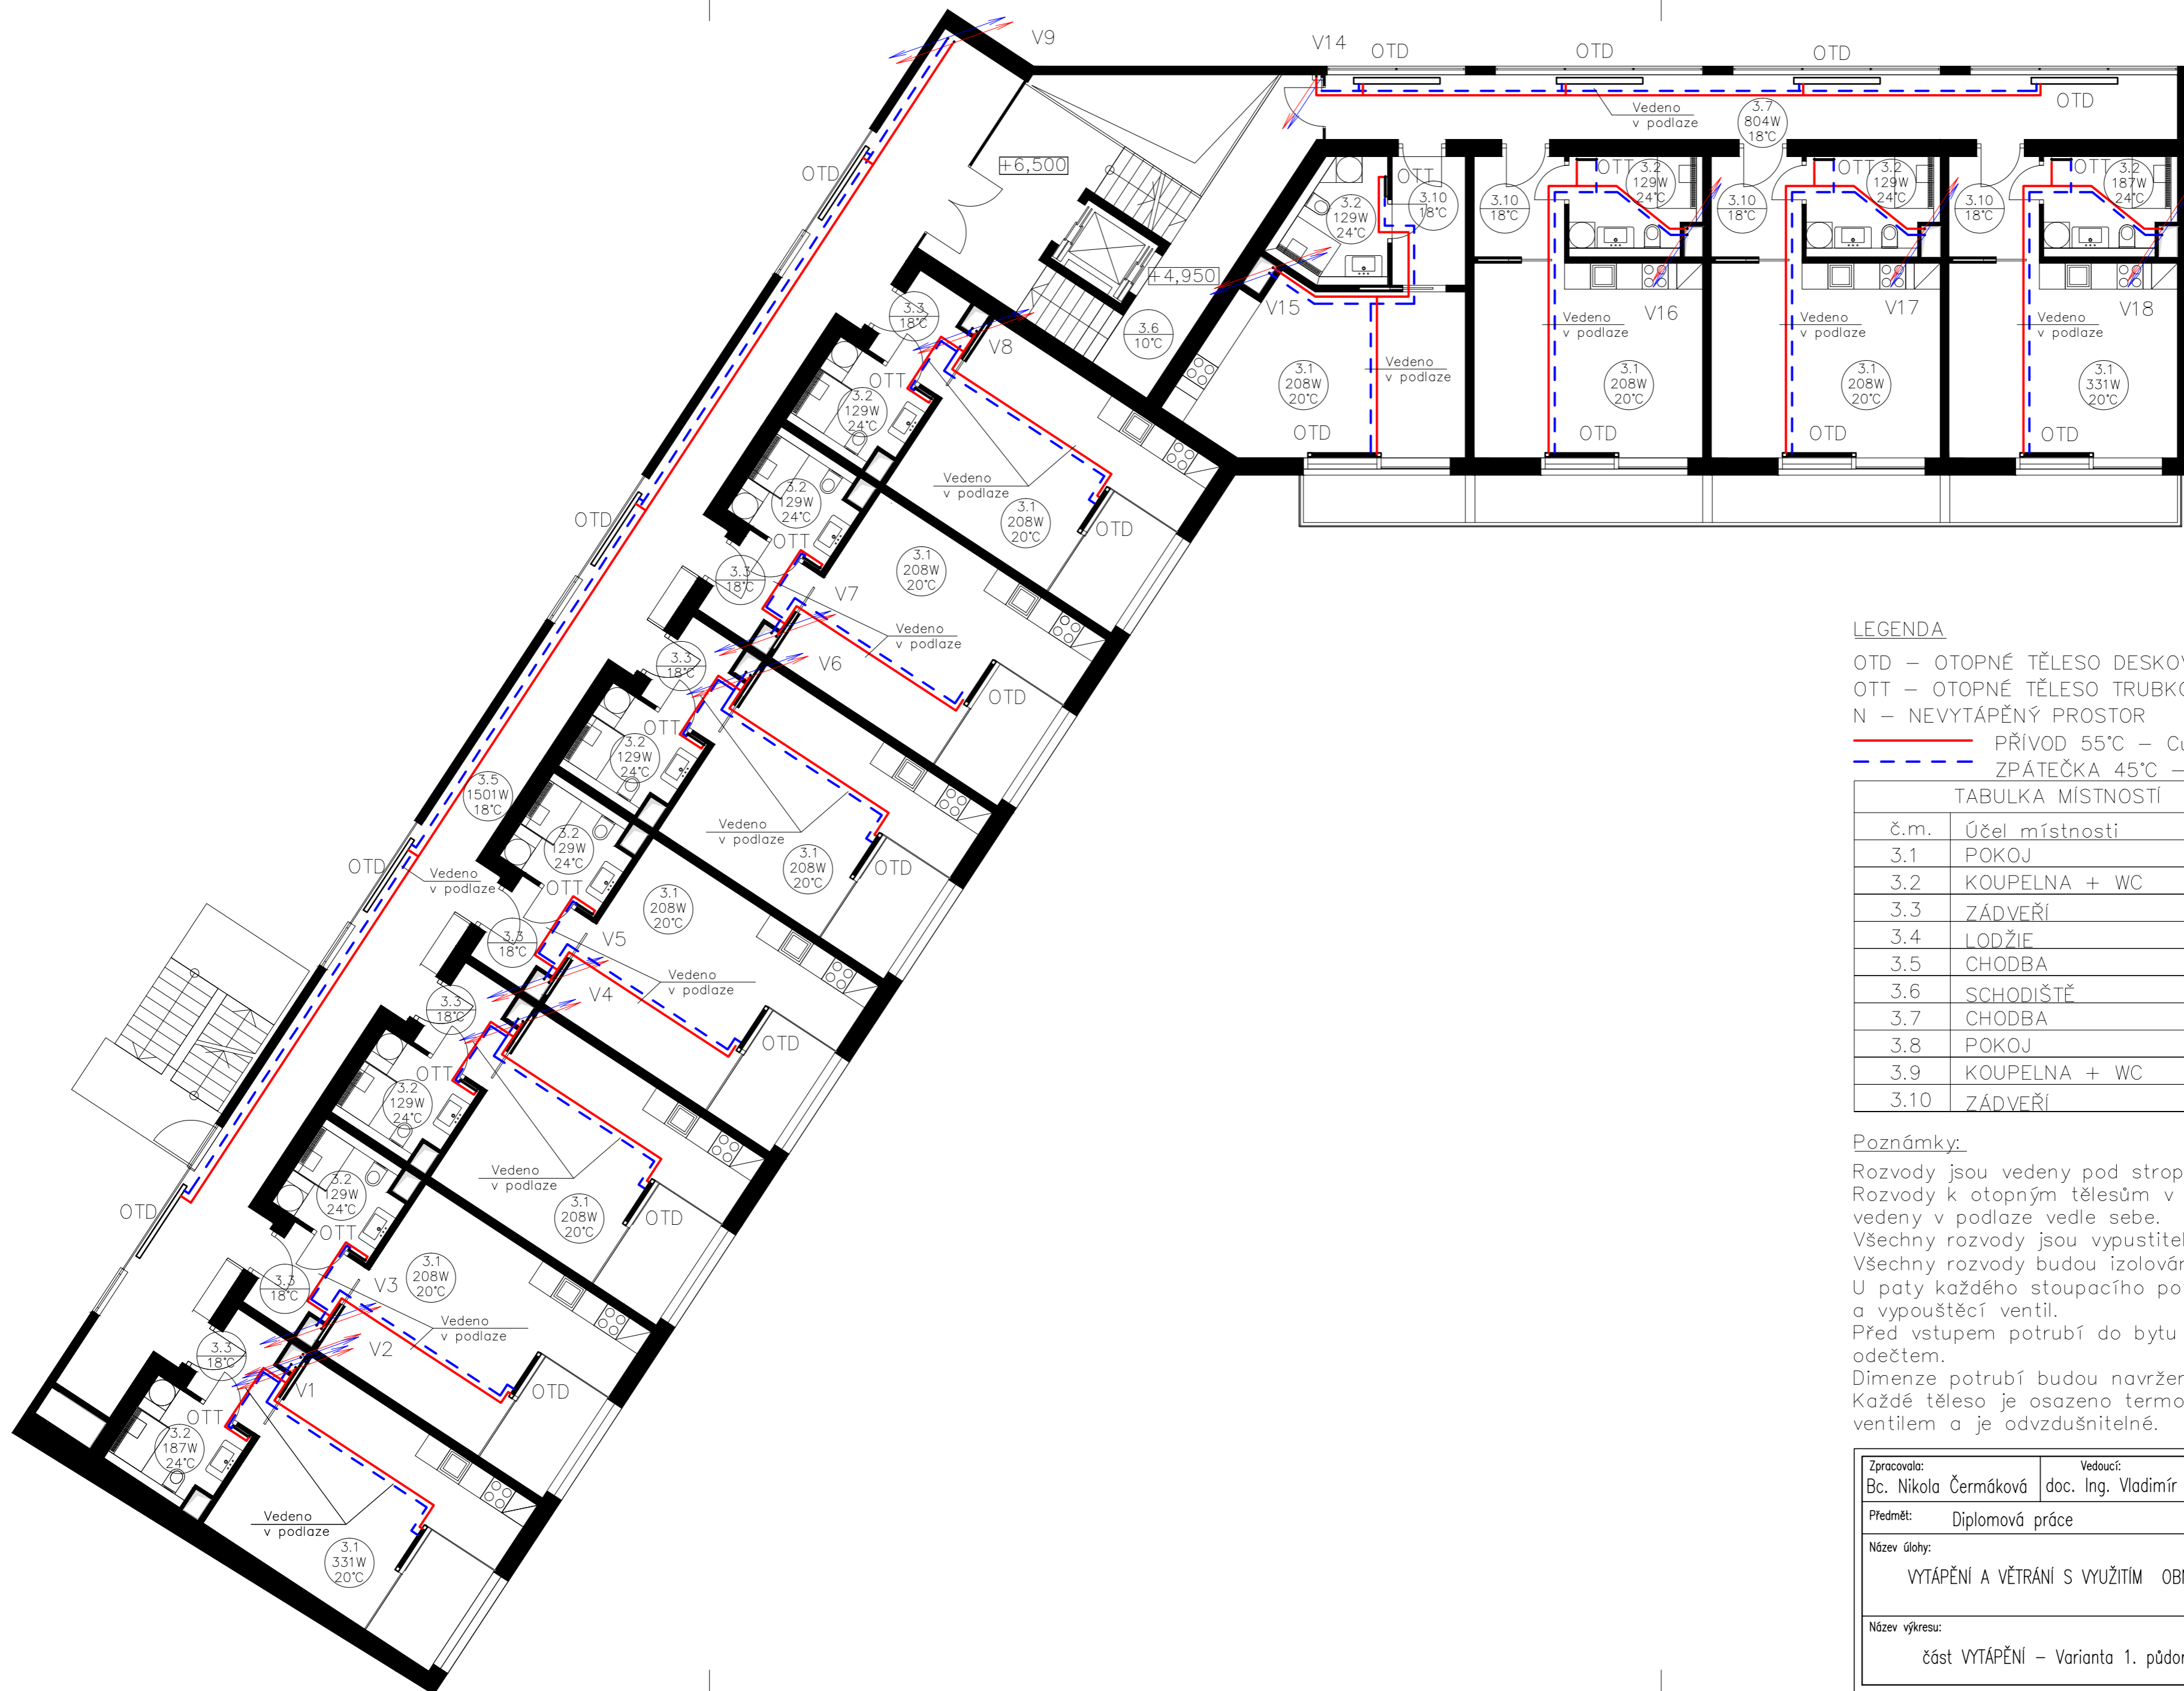 V9
V14
OTD
OTD
OTD
OTD
Vedeno
v podlaze
3.7
804W
18°C
+6,500
+4,950
3.6
10°C
OTD
OTT
3.2
129W
24°C
3.10
18°C
V15
3.1
208W
20°C
Vedeno
v podlaze
OTD
3.10
18°C
OTT
3.2
129W
24°C
V16
Vedeno
v podlaze
3.1
208W
20°C
OTD
3.10
18°C
OTT
3.2
129W
24°C
V17
Vedeno
v podlaze
3.1
208W
20°C
OTD
3.10
18°C
OTT
3.2
187W
24°C
V18
Vedeno
v podlaze
3.1
331W
20°C
OTD
3.3
18°C
V8
OTT
3.2
129W
24°C
Vedeno
v podlaze
3.1
208W
20°C
OTD
OTD
3.2
129W
24°C
OTT
3.3
18°C
V7
3.1
208W
20°C
Vedeno
v podlaze
OTD
3.3
18°C
V6
OTT
3.2
129W
24°C
Vedeno
v podlaze
3.1
208W
20°C
OTD
3.5
1501W
18°C
OTD
Vedeno
v podlaze
3.2
129W
24°C
OTT
3.3
18°C
V5
3.1
208W
20°C
Vedeno
v podlaze
OTD
3.3
18°C
V4
OTT
3.2
129W
24°C
Vedeno
v podlaze
3.1
208W
20°C
OTD
OTD
3.2
129W
24°C
OTT
3.3
18°C
V3
3.1
208W
20°C
Vedeno
v podlaze
OTD
3.3
18°C
V2
V1
OTT
3.2
187W
24°C
Vedeno
v podlaze
3.1
331W
20°C
LEGENDA
OTD – OTOPNÉ TĚLESO DESKOV
OTT – OTOPNÉ TĚLESO TRUBKO
N – NEVYTÁPĚNÝ PROSTOR
PŘÍVOD 55°C – Cu
ZPÁTEČKA 45°C –
TABULKA MÍSTNOSTÍ
č.m. Účel místnosti
3.1 POKOJ
3.2 KOUPELNA + WC
3.3 ZÁDVEŘÍ
3.4 LODŽIE
3.5 CHODBA
3.6 SCHODIŠTĚ
3.7 CHODBA
3.8 POKOJ
3.9 KOUPELNA + WC
3.10 ZÁDVEŘÍ
Poznámky:
Rozvody jsou vedeny pod strop
Rozvody k otopným tělesům v
vedeny v podlaze vedle sebe.
Všechny rozvody jsou vypustitel
Všechny rozvody budou izolován
U paty každého stoupacího po
a vypouštěcí ventil.
Před vstupem potrubí do bytu
odečtem.
Dimenze potrubí budou navržen
Každé těleso je osazeno termo
ventilem a je odvzdušnitelné.
Zpracovala: Vedoucí:
Bc. Nikola Čermáková doc. Ing. Vladimír
Předmět: Diplomová práce
Název úlohy:
VYTÁPĚNÍ A VĚTRÁNÍ S VYUŽITÍM OBN
Název výkresu:
část VYTÁPĚNÍ – Varianta 1. půdor